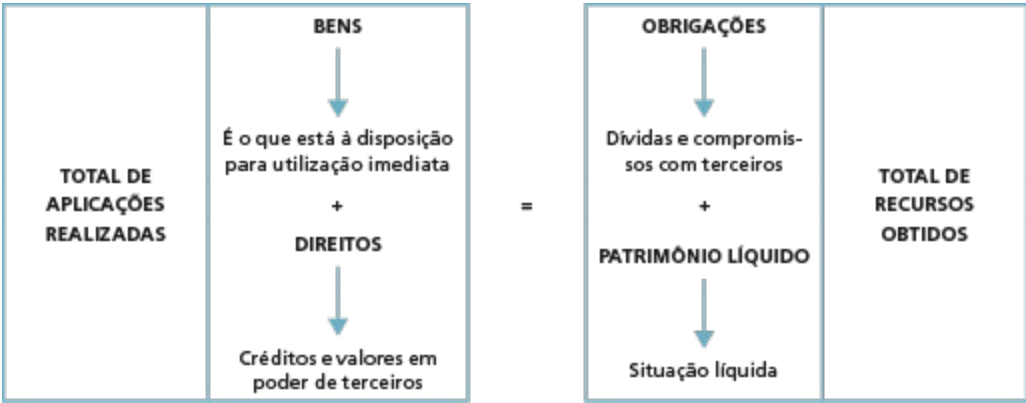 TOTAL DE
APLICAÇÕES
REALIZADAS
BENS
É o que está à disposição
para utilização imediata
+
DIREITOS
Créditos e valores em
poder de terceiros
=
OBRIGAÇÕES
Dívidas e compromis-
sos com terceiros
+
PATRIMÔNIO LÍQUIDO
Situação líquida
TOTAL DE
RECURSOS
OBTIDOS